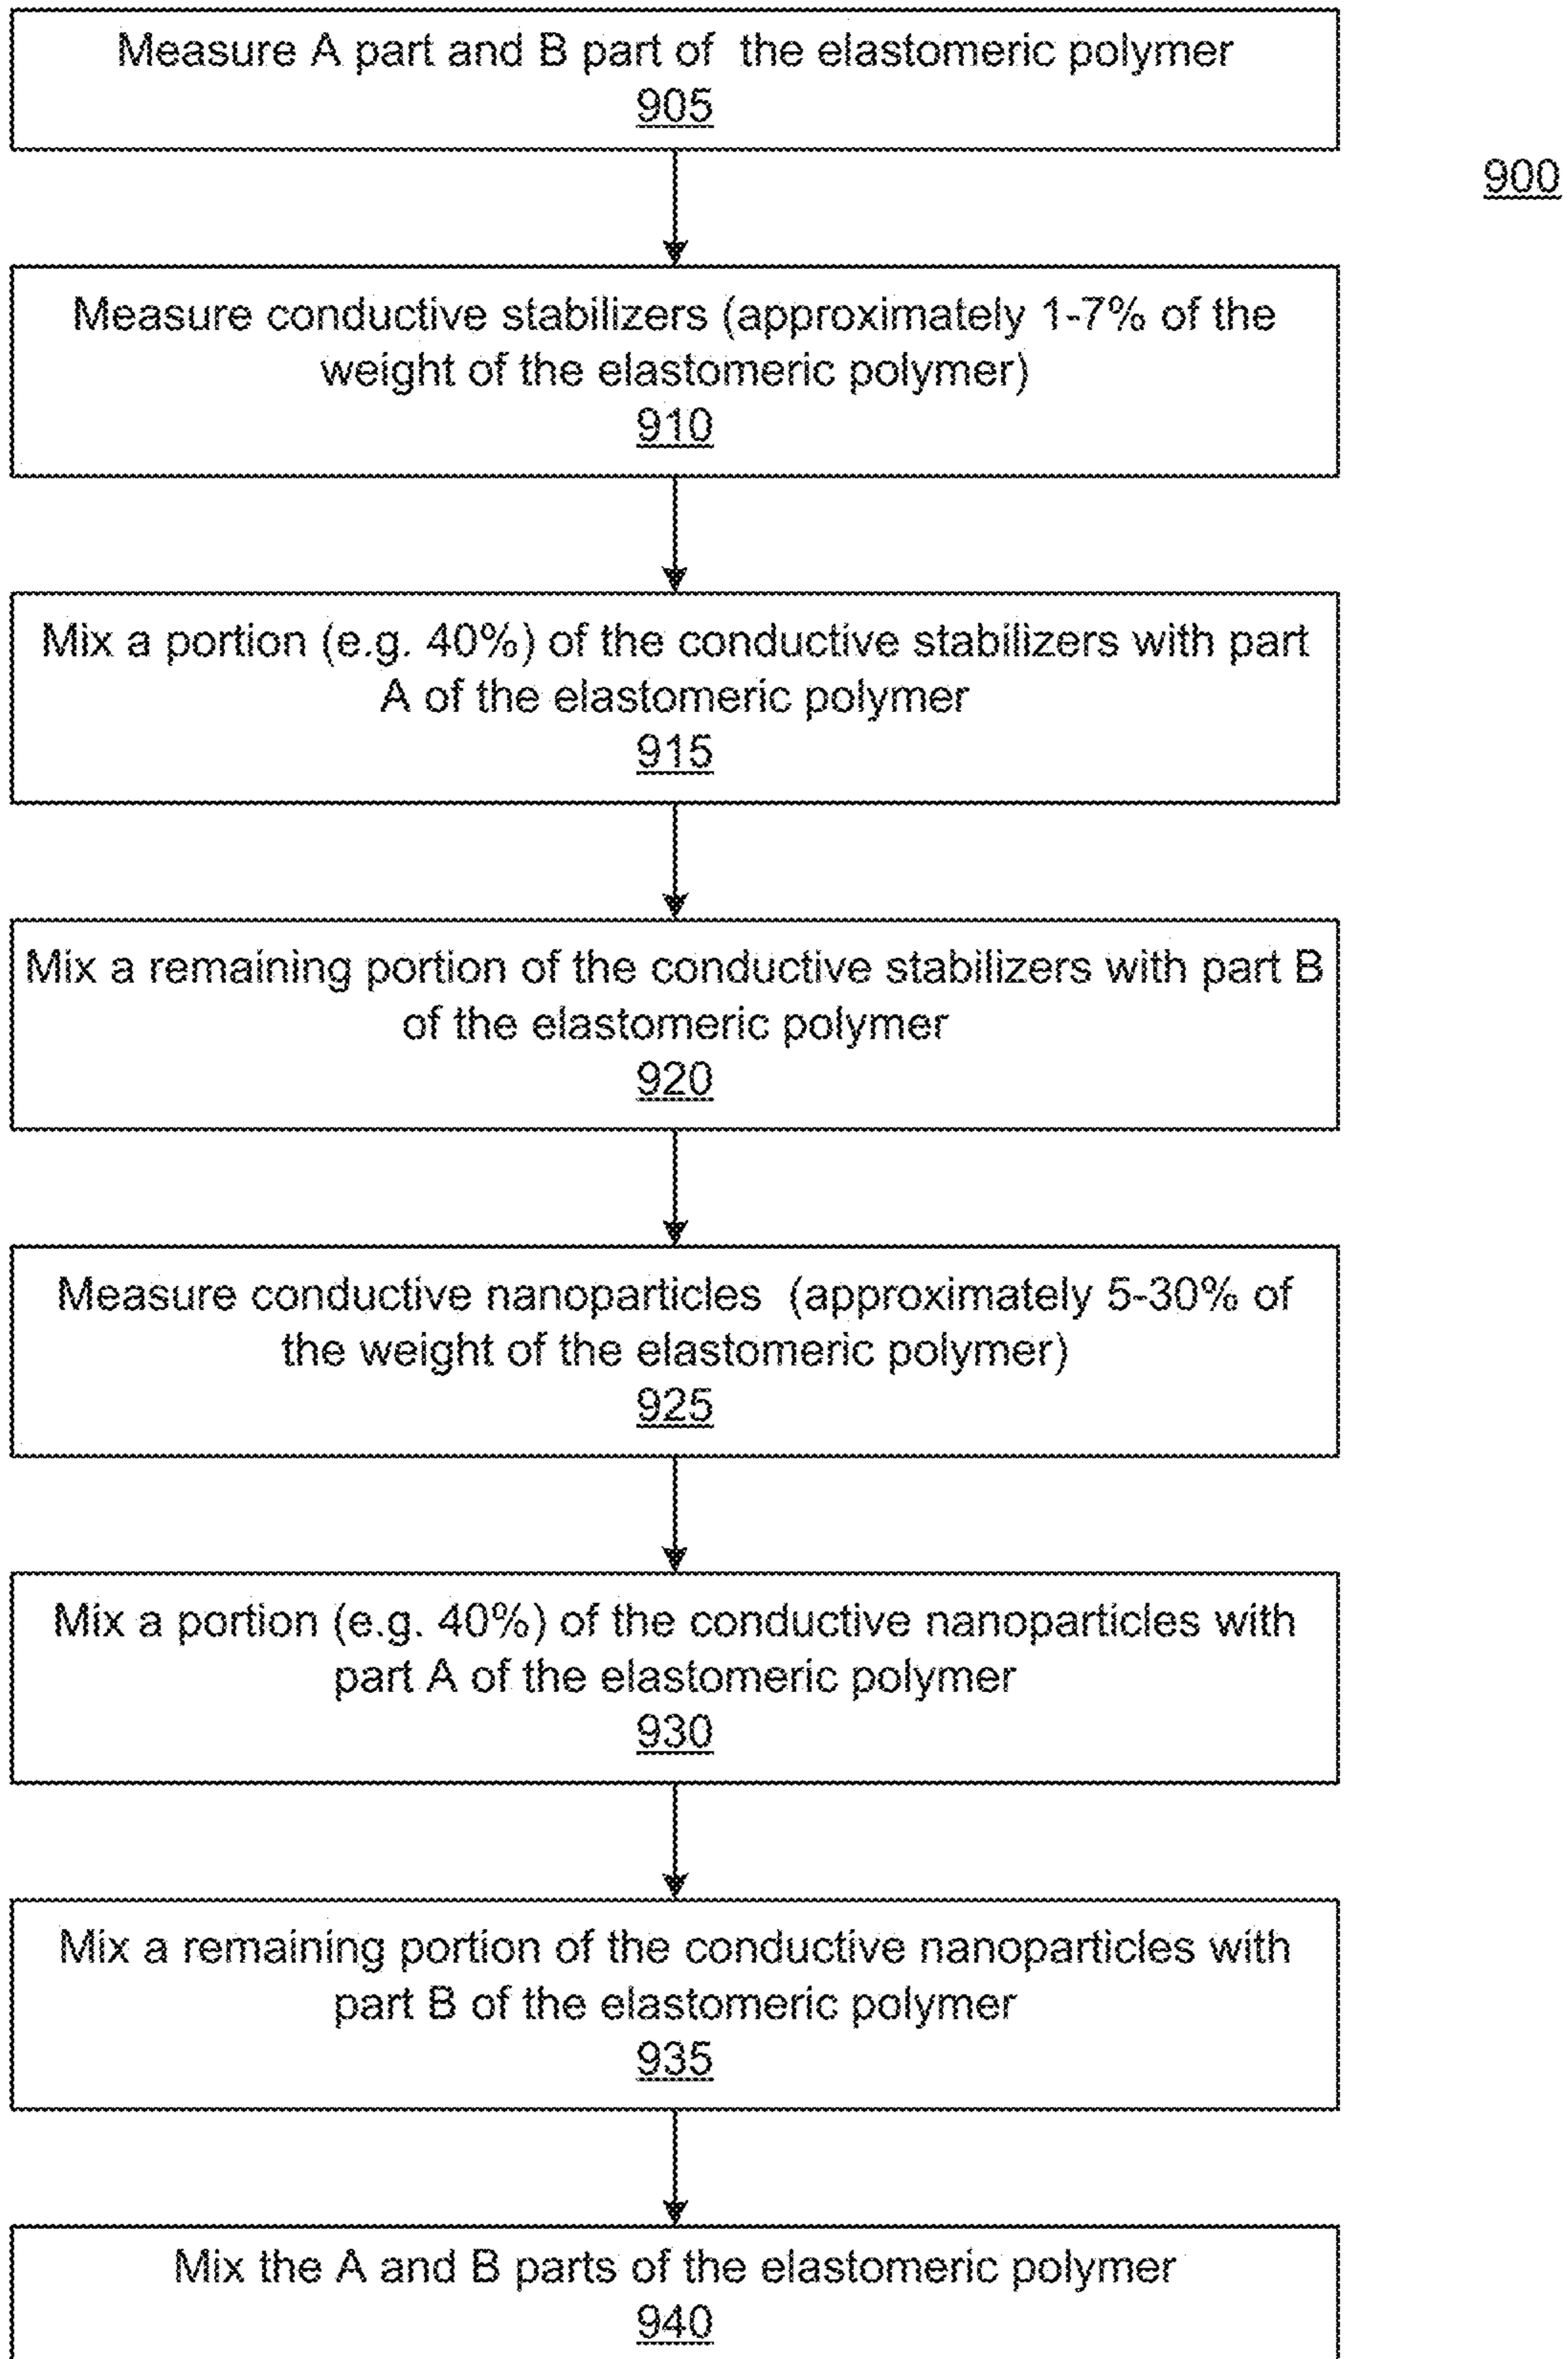 Measure A part and B part of the elastomeric polymer
905
900
Measure conductive stabilizers (approximately 1-7% of the
weight of the elastomeric polymer)
910
Mix a portion (e.g. 40%) of the conductive stabilizers with part
A of the elastomeric polymer
915
Mix a remaining portion of the conductive stabilizers with part B
of the elastomeric polymer
920
Measure conductive nanoparticles (approximately 5-30% of
the weight of the elastomeric polymer)
925
Mix a portion (e.g. 40%) of the conductive nanoparticles with
part A of the elastomeric polymer
930
Mix a remaining portion of the conductive nanoparticles with
part B of the elastomeric polymer
935
Mix the A and B parts of the elastomeric polymer
940